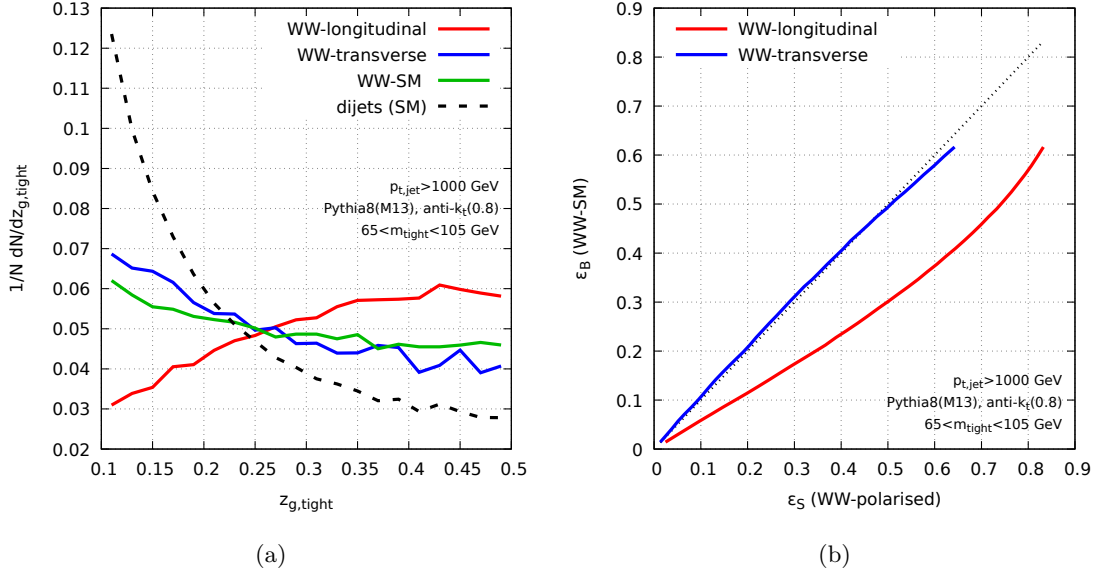 0.13
0.12
0.11
0.1
0.09
0.08
0.07
0.06
0.05
0.04
0.03
0.02
1/N dN/dz_{g,tight}
WW-longitudinal
WW-transverse
WW-SM
dijets (SM)
p_{t,jet}>1000 GeV
Pythia8(M13), anti-k_t(0.8)
65<m_{tight}<105 GeV
0.1 0.15 0.2 0.25 0.3 0.35 0.4 0.45 0.5
z_{g,tight}
(a)
0.9
0.8
0.7
0.6
0.5
0.4
0.3
0.2
0.1
0
ε_B (WW-SM)
WW-longitudinal
WW-transverse
p_{t,jet}>1000 GeV
Pythia8(M13), anti-k_t(0.8)
65<m_{tight}<105 GeV
0 0.1 0.2 0.3 0.4 0.5 0.6 0.7 0.8 0.9
ε_S (WW-polarised)
(b)